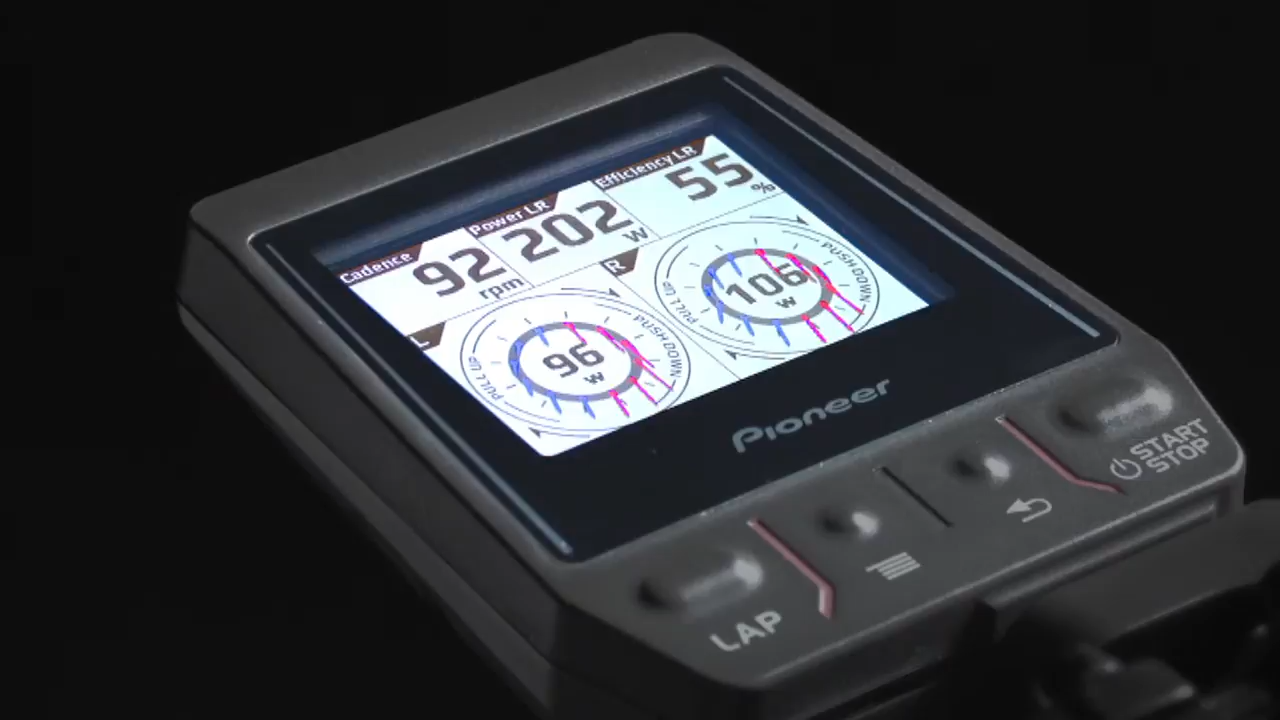 Cadence
92
rpm
Power LR
202
W
Efficiency LR
55
%
L
PULL UP
PUSH DOWN
96
W
R
PULL UP
PUSH DOWN
106
W
Pioneer
LAP
START
STOP